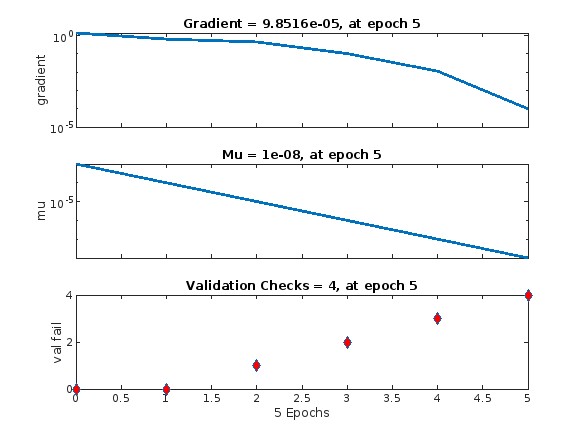 Gradient = 9.8516e-05, at epoch 5
10^0
gradient
10^-5
Mu = 1e-08, at epoch 5
mu
10^-5
Validation Checks = 4, at epoch 5
4
val fail
2
0
0 0.5 1 1.5 2 2.5 3 3.5 4 4.5 5
5 Epochs